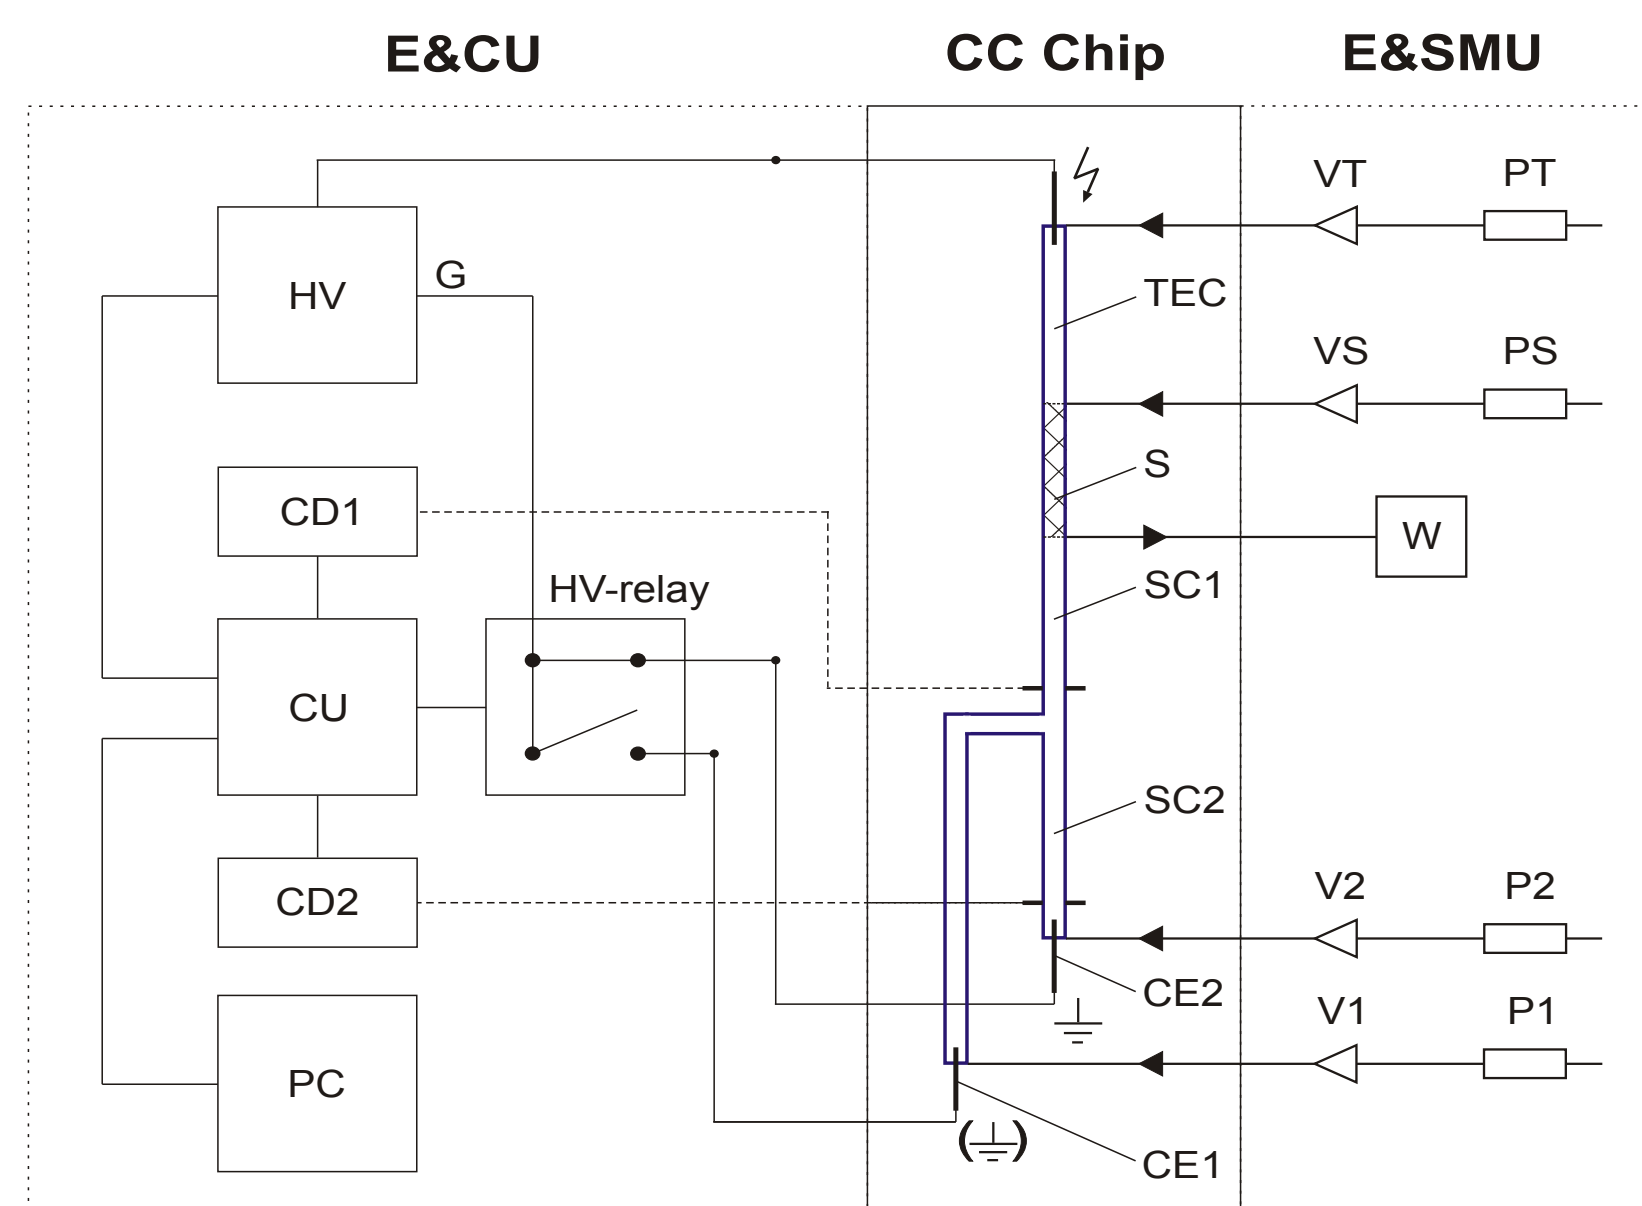 E&CU
CC Chip
E&SMU
VT
PT
HV
G
TEC
VS
PS
S
CD1
W
HV-relay
SC1
CU
SC2
CD2
V2
P2
CE2
V1
P1
PC
( )
CE1